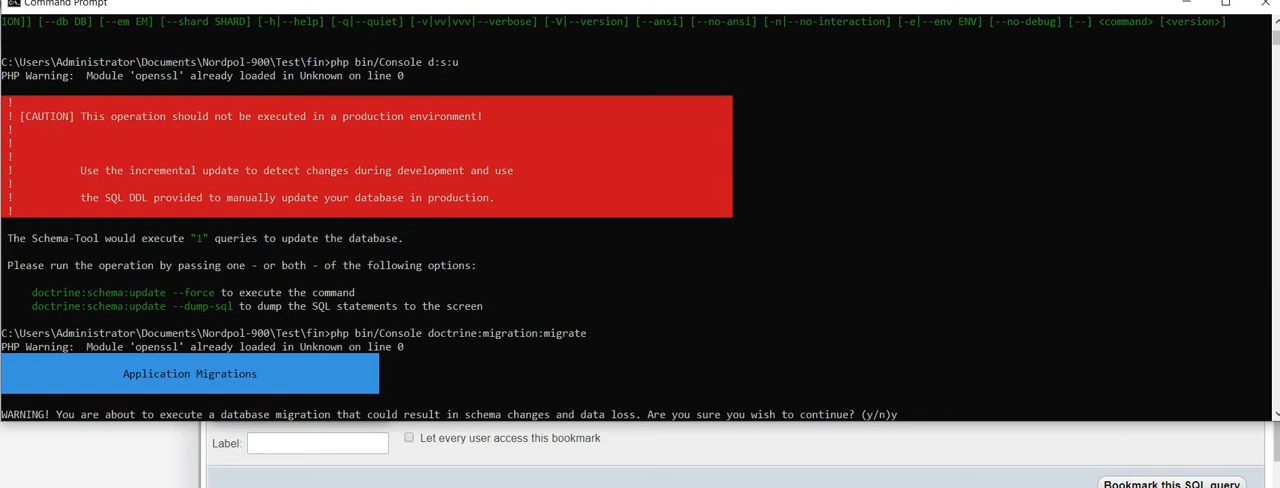 Command Prompt
ION]] [--db DB] [--em EM] [--shard SHARD] [-h|--help] [-q|--quiet] [-v|vv|vvv|--verbose] [-V|--version] [--ansi] [--no-ansi] [-n|--no-interaction] [-e|--env ENV] [--no-debug] [--] <command> [<version>]
C:\Users\Administrator\Documents\Nordpol-900\Test\fin>php bin/Console d:s:u
PHP Warning:  Module 'openssl' already loaded in Unknown on line 0
!
! [CAUTION] This operation should not be executed in a production environment!
!
!
!
!         Use the incremental update to detect changes during development and use
!
!         the SQL DDL provided to manually update your database in production.
!
The Schema-Tool would execute "1" queries to update the database.
Please run the operation by passing one - or both - of the following options:
doctrine:schema:update --force to execute the command
doctrine:schema:update --dump-sql to dump the SQL statements to the screen
C:\Users\Administrator\Documents\Nordpol-900\Test\fin>php bin/Console doctrine:migration:migrate
PHP Warning:  Module 'openssl' already loaded in Unknown on line 0
Application Migrations
WARNING! You are about to execute a database migration that could result in schema changes and data loss. Are you sure you wish to continue? (y/n)y
Label: Let every user access this bookmark
Bookmark this SQL query